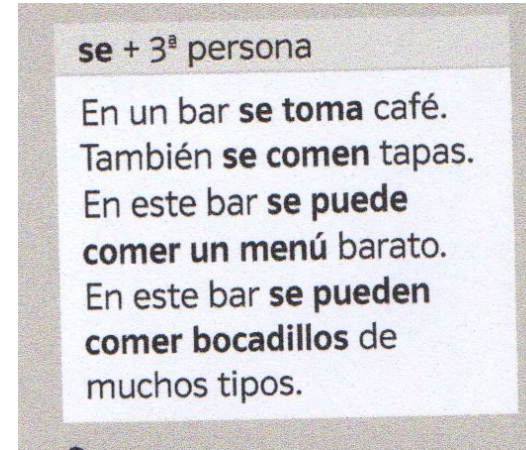 se + 3ª persona
En un bar se toma café.
También se comen tapas.
En este bar se puede
comer un menú barato.
En este bar se pueden
comer bocadillos de
muchos tipos.